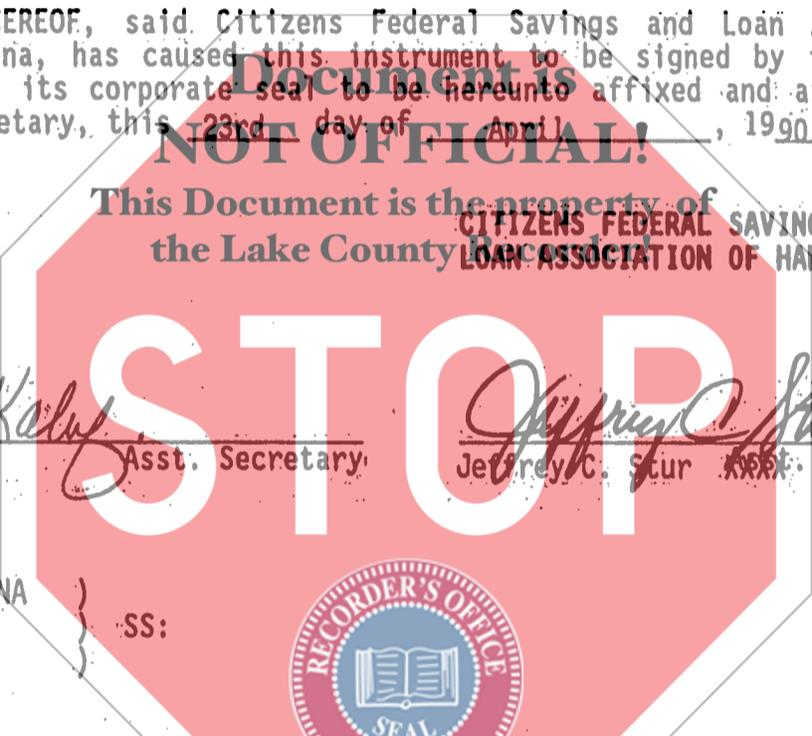 EREOF, said Citizens Federal Savings and Loan
na, has caused this instrument to be signed by
its corporate seal to be hereunto affixed and a
etary, this 23rd day of April, 1990
Document is
NOT OFFICIAL!
This Document is the property of
the Lake County Recorder!
CITIZENS FEDERAL SAVING
LOAN ASSOCIATION OF HA
STOP
Jeffrey C.
Asst. Secretary
Jeffrey C. Stur
NA
SS:
RECORDER'S OFFICE
SEAL